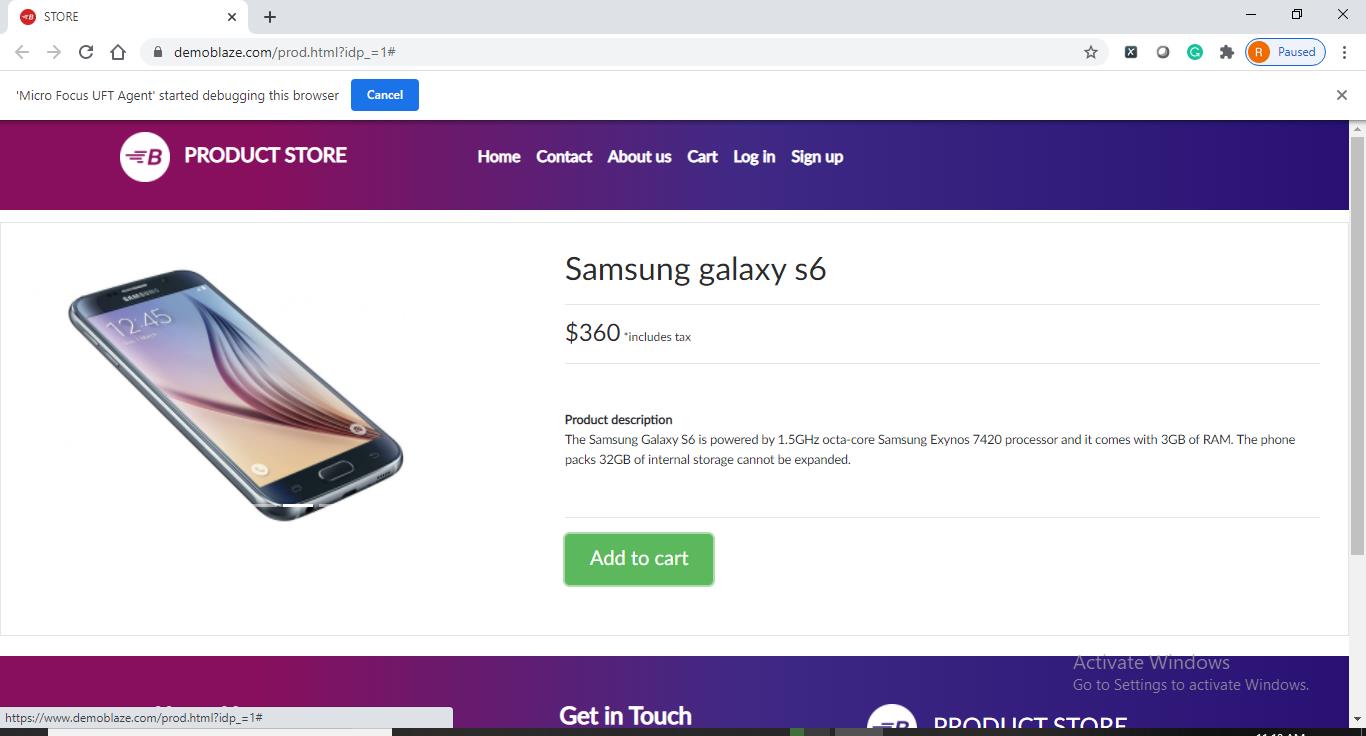 STORE
demoblaze.com/prod.html?idp_=1#
R Paused
'Micro Focus UFT Agent' started debugging this browser Cancel
B PRODUCT STORE Home Contact About us Cart Log in Sign up
SAMSUNG
12:45
Samsung galaxy s6
$360 *includes tax
Product description
The Samsung Galaxy S6 is powered by 1.5GHz octa-core Samsung Exynos 7420 processor and it comes with 3GB of RAM. The phone
packs 32GB of internal storage cannot be expanded.
Add to cart
Activate Windows
Go to Settings to activate Windows.
Get in Touch
B PRODUCT STORE
https://www.demoblaze.com/prod.html?idp_=1#